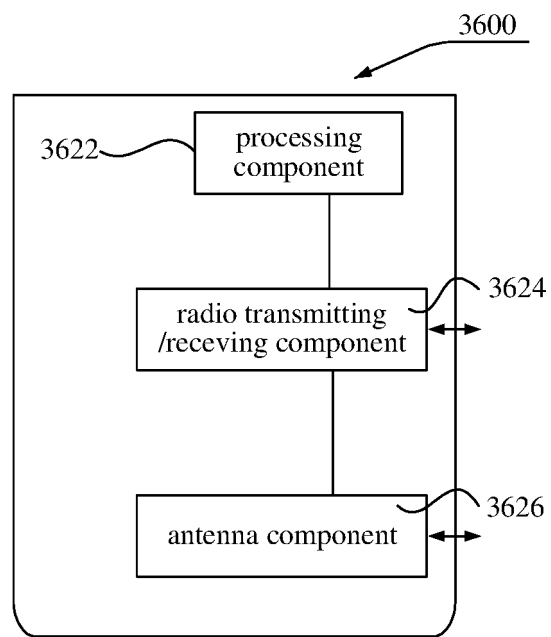 3600
3622
processing
component
3624
radio transmitting
/receving component
3626
antenna component